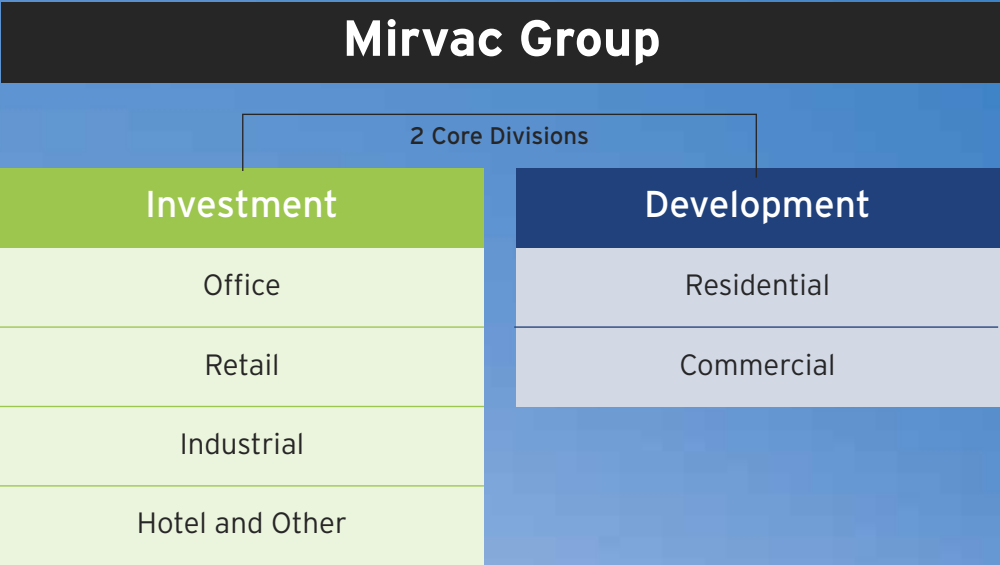 Mirvac Group
2 Core Divisions
Investment
Office
Retail
Industrial
Hotel and Other
Development
Residential
Commercial